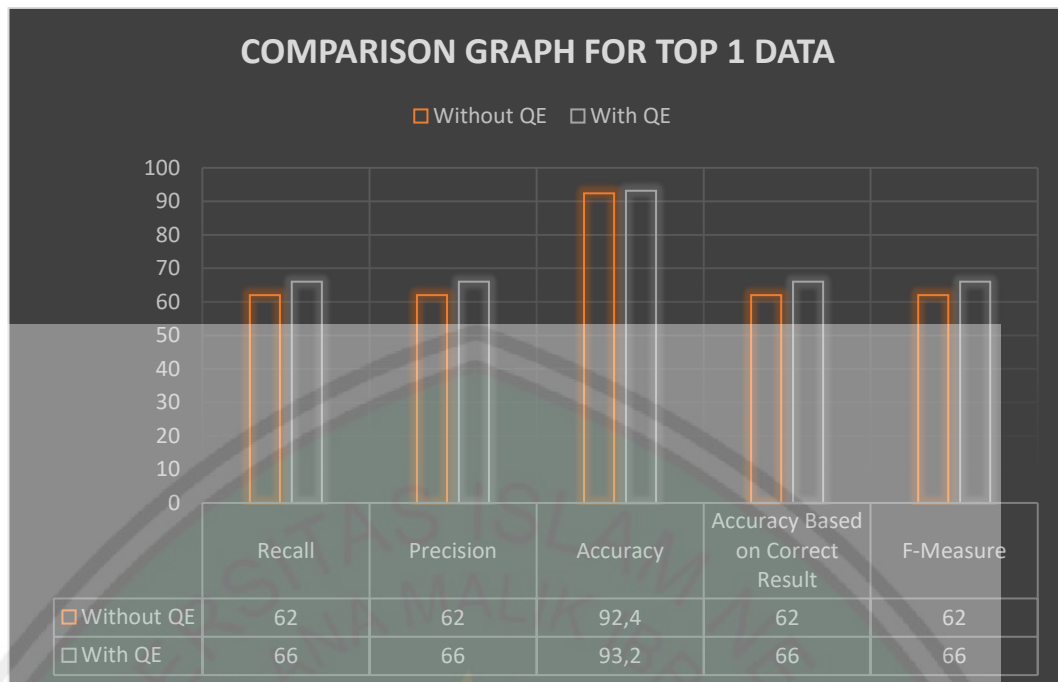 COMPARISON GRAPH FOR TOP 1 DATA
Without QE With QE
100
90
80
70
60
50
40
30
20
10
0
Recall Precision Accuracy Accuracy Based on Correct Result F-Measure
Without QE 62 62 92,4 62 62
With QE 66 66 93,2 66 66